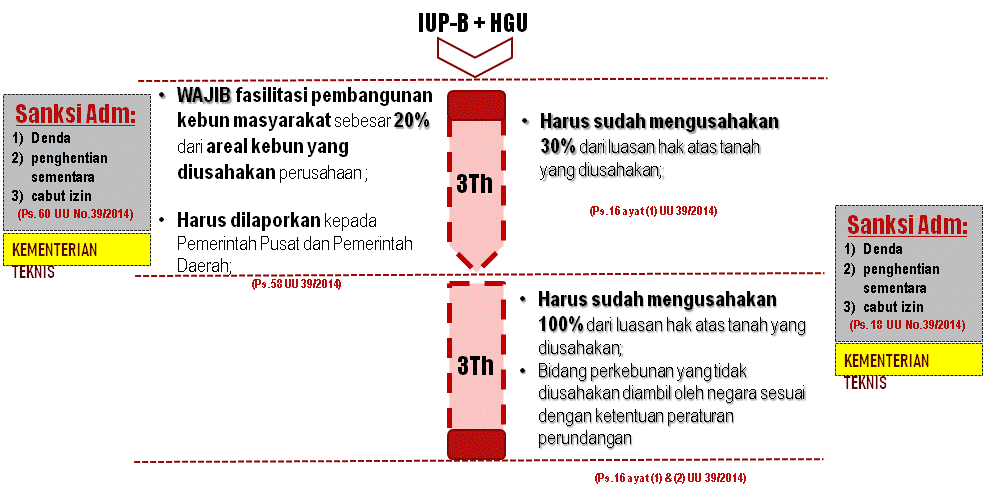 IUP-B + HGU
Sanksi Adm:
1) Denda
2) penghentian
sementara
3) cabut izin
(Ps. 60 UU No.39/2014)
KEMENTERIAN
TEKNIS
• WAJIB fasilitasi pembangunan
kebun masyarakat sebesar 20%
dari areal kebun yang
diusahakan perusahaan ;
• Harus dilaporkan kepada
Pemerintah Pusat dan Pemerintah
Daerah;
(Ps.58 UU 39/2014)
3Th
• Harus sudah mengusahakan
30% dari luasan hak atas tanah
yang diusahakan;
(Ps.16 ayat (1) UU 39/2014)
3Th
• Harus sudah mengusahakan
100% dari luasan hak atas tanah yang
diusahakan;
• Bidang perkebunan yang tidak
diusahakan diambil oleh negara sesuai
dengan ketentuan peraturan
perundangan
(Ps.16 ayat (1) & (2) UU 39/2014)
Sanksi Adm:
1) Denda
2) penghentian
sementara
3) cabut izin
(Ps. 18 UU No.39/2014)
KEMENTERIAN
TEKNIS